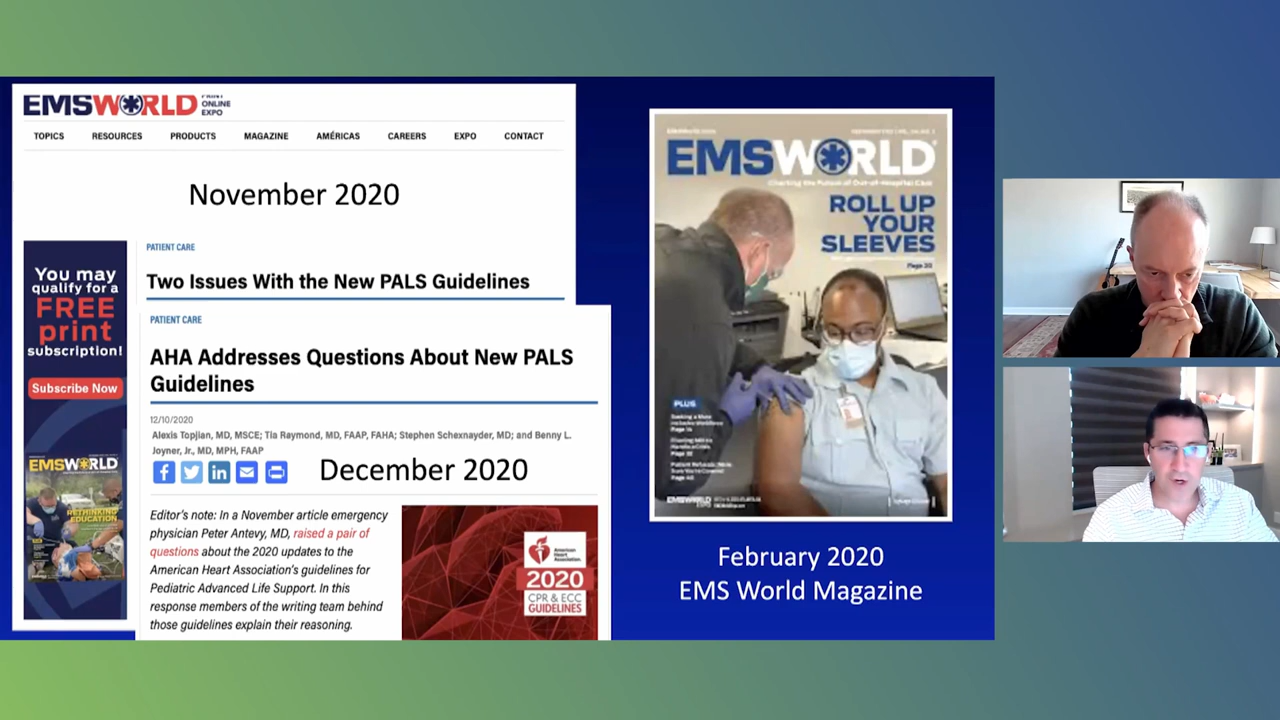 EMSWORLD
ONLINE
EXPO
TOPICS RESOURCES PRODUCTS MAGAZINE AMÉRICAS CAREERS EXPO CONTACT
November 2020
PATIENT CARE
Two Issues With the New PALS Guidelines
You may
qualify for a
FREE
print
subscription!
Subscribe Now
EMSWORLD
RETHINKING
EDUCATION
PATIENT CARE
AHA Addresses Questions About New PALS
Guidelines
12/10/2020
Alexis Topjian, MD, MSCE; Tia Raymond, MD, FAAP, FAHA; Stephen Schexnayder, MD; and Benny L.
Joyner, Jr., MD, MPH, FAAP
December 2020
Editor's note: In a November article emergency
physician Peter Antevy, MD, raised a pair of
questions about the 2020 updates to the
American Heart Association's guidelines for
Pediatric Advanced Life Support. In this
response members of the writing team behind
those guidelines explain their reasoning.
American
Heart
Association.
2020
CPR & ECC
GUIDELINES
EMSWORLD
Charting the Future of Out-of-Hospital Care
ROLL UP
YOUR
SLEEVES
PLUS
EMSWORLD
February 2020
EMS World Magazine